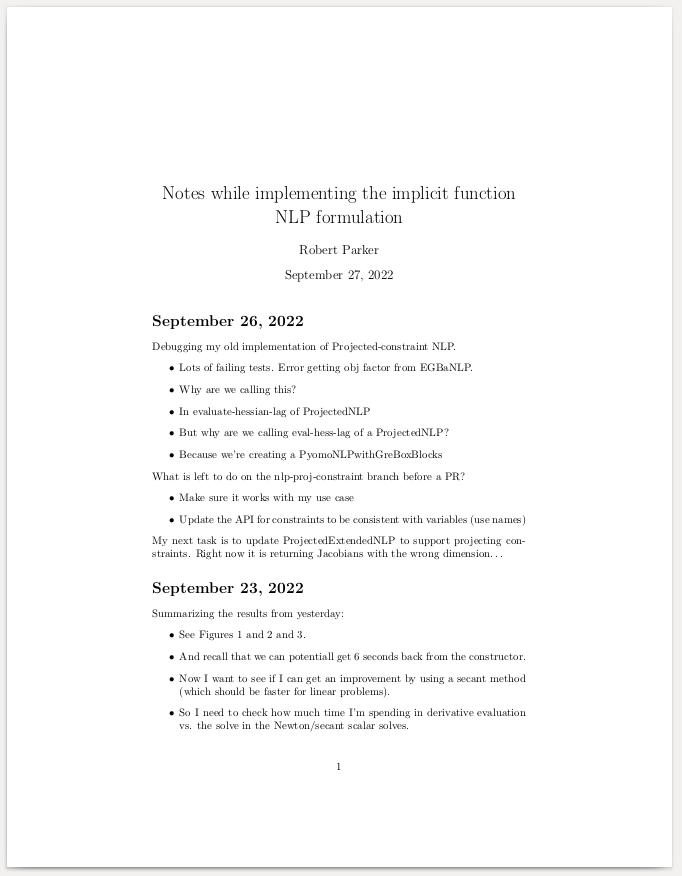 Notes while implementing the implicit function
NLP formulation
Robert Parker
September 27, 2022
September 26, 2022
Debugging my old implementation of Projected-constraint NLP.
• Lots of failing tests. Error getting obj factor from EGBaNLP.
• Why are we calling this?
• In evaluate-hessian-lag of ProjectedNLP
• But why are we calling eval-hess-lag of a ProjectedNLP?
• Because we're creating a PyomoNLPwithGreBoxBlocks
What is left to do on the nlp-proj-constraint branch before a PR?
• Make sure it works with my use case
• Update the API for constraints to be consistent with variables (use names)
My next task is to update ProjectedExtendedNLP to support projecting con-
straints. Right now it is returning Jacobians with the wrong dimension...
September 23, 2022
Summarizing the results from yesterday:
• See Figures 1 and 2 and 3.
• And recall that we can potentiall get 6 seconds back from the constructor.
• Now I want to see if I can get an improvement by using a secant method
(which should be faster for linear problems).
• So I need to check how much time I'm spending in derivative evaluation
vs. the solve in the Newton/secant scalar solves.
1